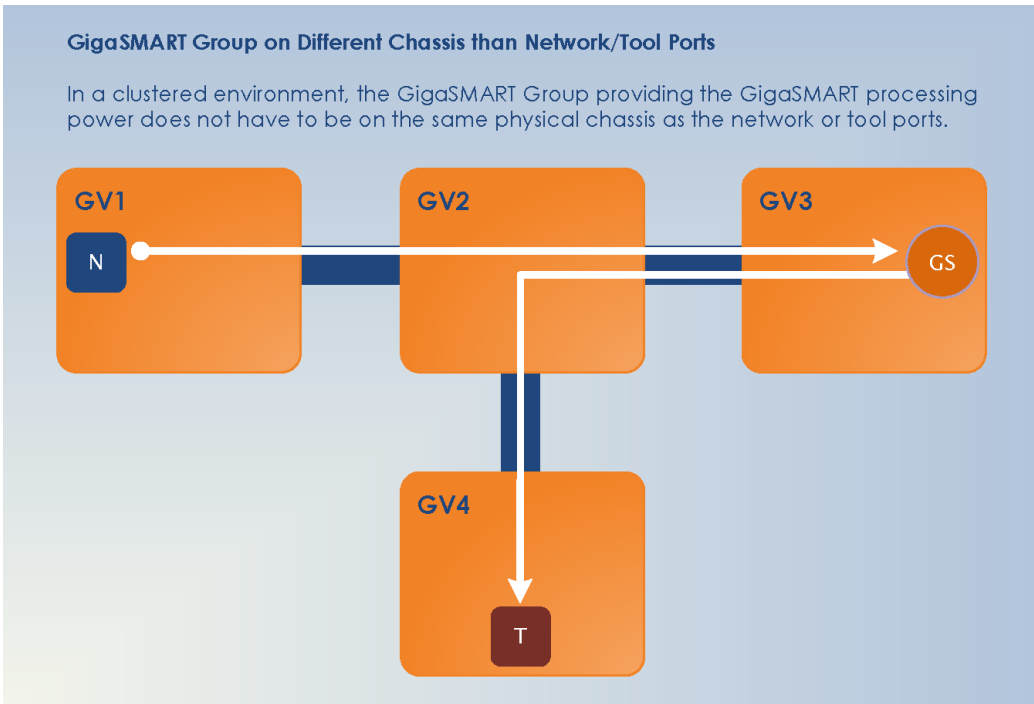 GigaSMART Group on Different Chassis than Network/Tool Ports
In a clustered environment, the GigaSMART Group providing the GigaSMART processing
power does not have to be on the same physical chassis as the network or tool ports.
GV1
GV2
GV3
N
GS
GV4
T